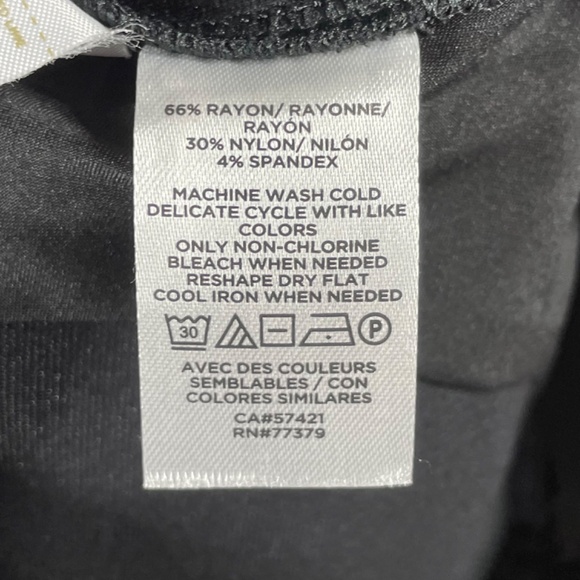 66% RAYON/ RAYONNE/
RAYÓN
30% NYLON/ NILÓN
4% SPANDEX
MACHINE WASH COLD
DELICATE CYCLE WITH LIKE
COLORS
ONLY NON-CHLORINE
BLEACH WHEN NEEDED
RESHAPE DRY FLAT
COOL IRON WHEN NEEDED
30 P
AVEC DES COULEURS
SEMBLABLES / CON
COLORES SIMILARES
CA#57421
RN#77379